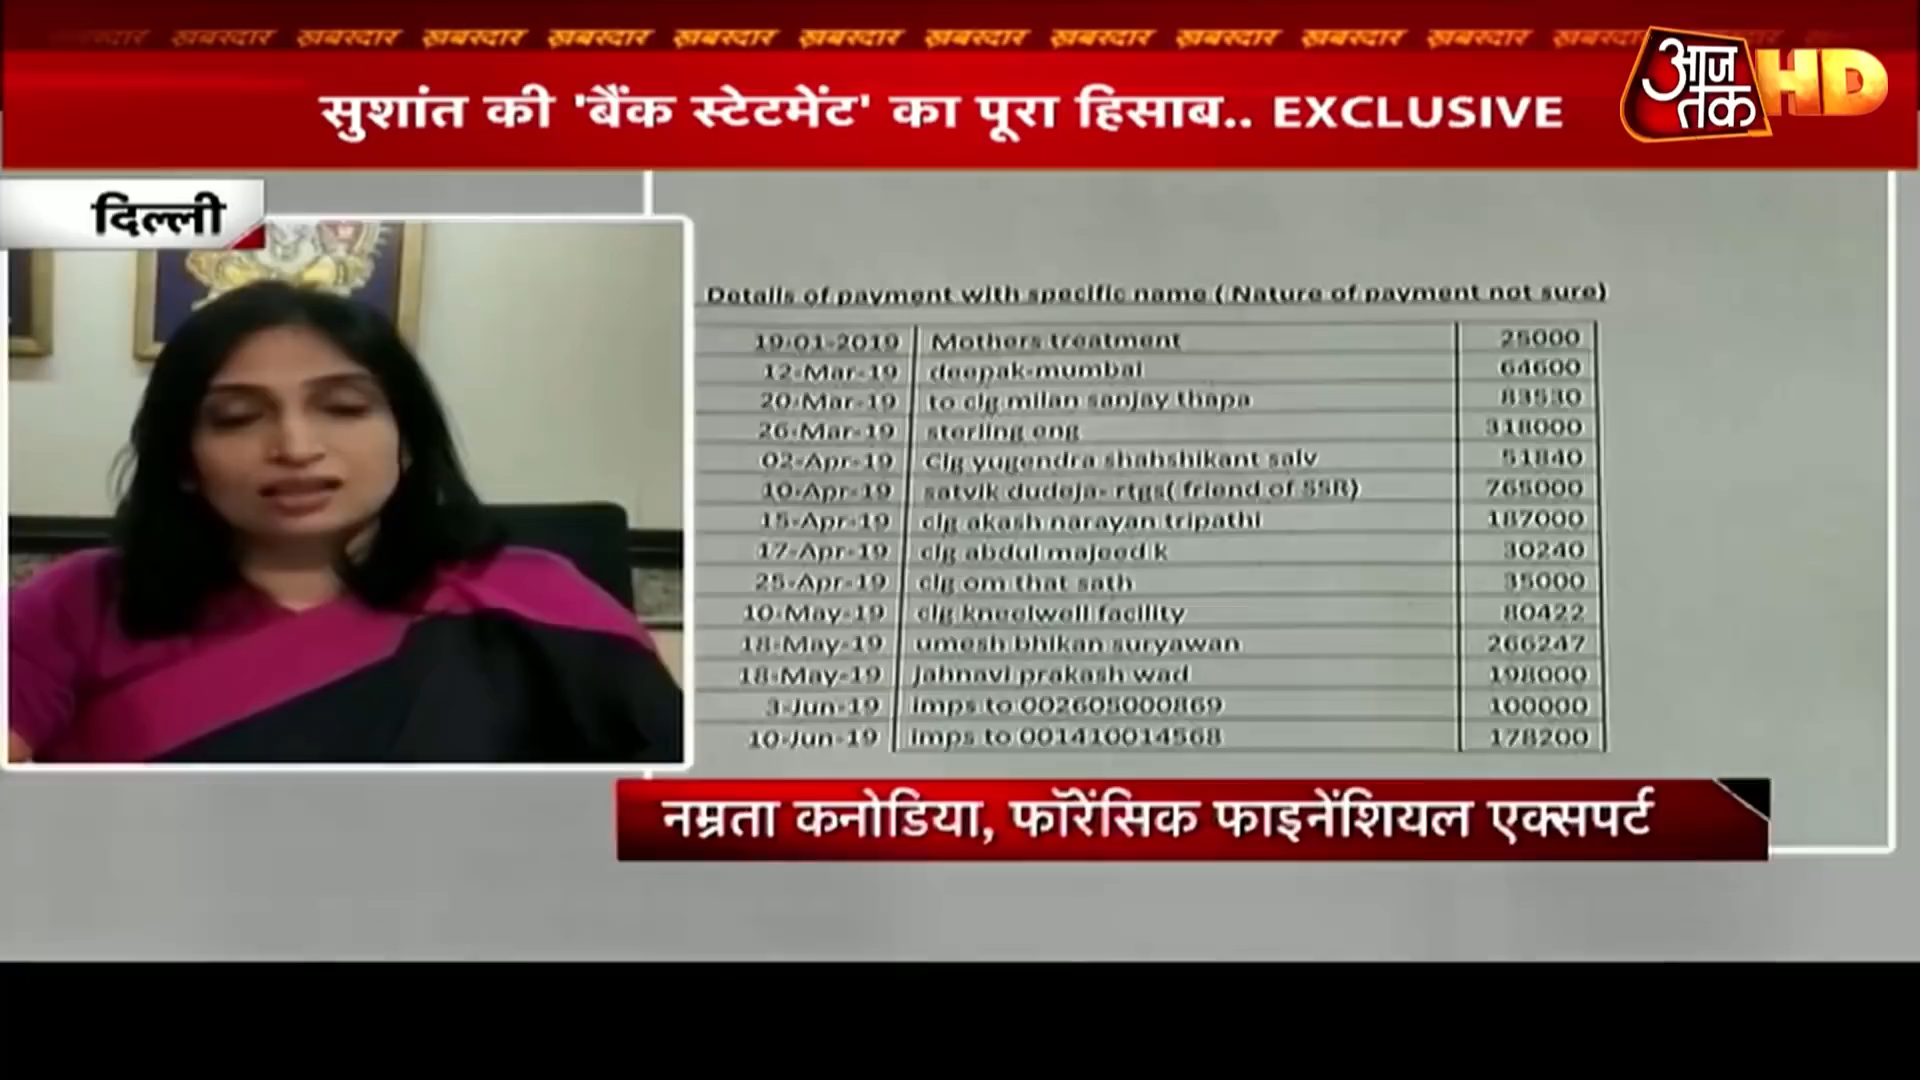 ख़बरदार ख़बरदार ख़बरदार ख़बरदार ख़बरदार ख़बरदार ख़बरदार ख़बरदार ख़बरदार ख़बरदार ख़बरदार ख़बरदार
आज तक HD
सुशांत की 'बैंक स्टेटमेंट' का पूरा हिसाब.. EXCLUSIVE
दिल्ली
Details of payment with specific name ( Nature of payment not sure)
19-01-2019 Mothers treatment 25000
12-Mar-19 deepak-mumbai 64600
20-Mar-19 to clg milan sanjay thapa 83530
26-Mar-19 sterling eng 318000
02-Apr-19 Clg yugendra shahshikant salv 51840
10-Apr-19 satvik dudeja- rtgs( friend of SSR) 765000
15-Apr-19 clg akash narayan tripathi 187000
17-Apr-19 clg abdul majeed k 30240
25-Apr-19 clg om that sath 35000
10-May-19 clg kneelwell facility 80422
18-May-19 umesh bhikan suryawan 266247
18-May-19 jahnavi prakash wad 198000
3-Jun-19 imps to 002605000869 100000
10-Jun-19 imps to 001410014568 178200
नम्रता कनोडिया, फॉरेंसिक फाइनेंशियल एक्सपर्ट